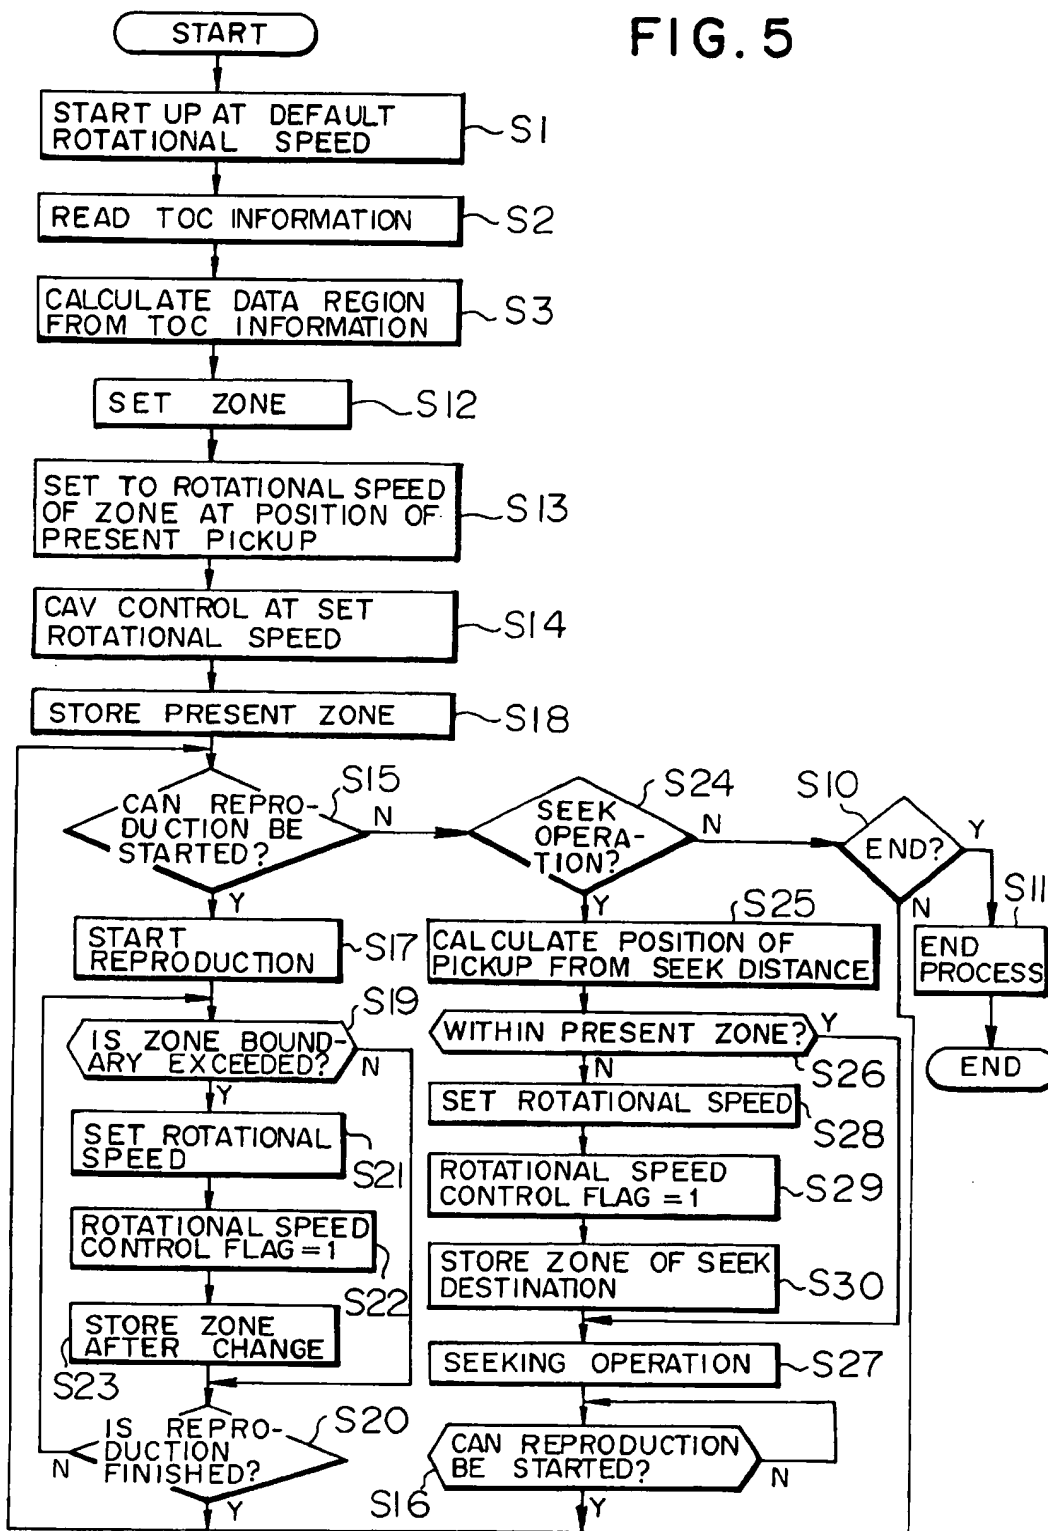 FIG. 5
START
START UP AT DEFAULT
ROTATIONAL SPEED
S1
READ TOC INFORMATION
S2
CALCULATE DATA REGION
FROM TOC INFORMATION
S3
SET ZONE
S12
SET TO ROTATIONAL SPEED
OF ZONE AT POSITION OF
PRESENT PICKUP
S13
CAV CONTROL AT SET
ROTATIONAL SPEED
S14
STORE PRESENT ZONE
S18
CAN REPRO-
DUCTION BE
STARTED?
S15
N
Y
START
REPRODUCTION
S17
IS ZONE BOUND-
ARY EXCEEDED?
S19
N
Y
SET ROTATIONAL
SPEED
S21
ROTATIONAL SPEED
CONTROL FLAG=1
S22
STORE ZONE
AFTER CHANGE
S23
IS REPRO-
DUCTION
FINISHED?
S20
N
Y
SEEK
OPERA-
TION?
S24
N
Y
S25
CALCULATE POSITION OF
PICKUP FROM SEEK DISTANCE
WITHIN PRESENT ZONE?
Y
S26
N
SET ROTATIONAL SPEED
S28
ROTATIONAL SPEED
CONTROL FLAG =1
S29
STORE ZONE OF SEEK
DESTINATION
S30
SEEKING OPERATION
S27
CAN REPRODUCTION
BE STARTED?
N
S16
Y
S10
END?
Y
N
S11
END
PROCESS
END